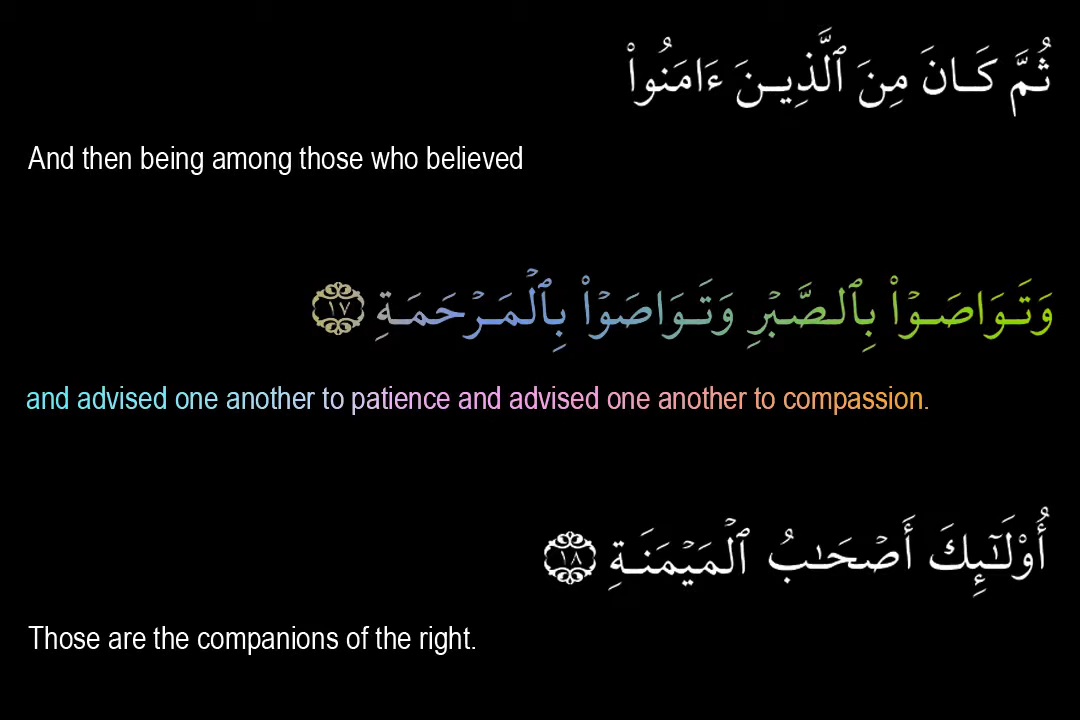 ثُمَّ كَانَ مِنَ ٱلَّذِينَ ءَامَنُوا۟
And then being among those who believed
وَتَوَاصَوْا۟ بِٱلصَّبْرِ وَتَوَاصَوْا۟ بِٱلْمَرْحَمَةِ ١٧
and advised one another to patience and advised one another to compassion.
أُو۟لَـٰٓئِكَ أَصْحَـٰبُ ٱلْمَيْمَنَةِ ١٨
Those are the companions of the right.